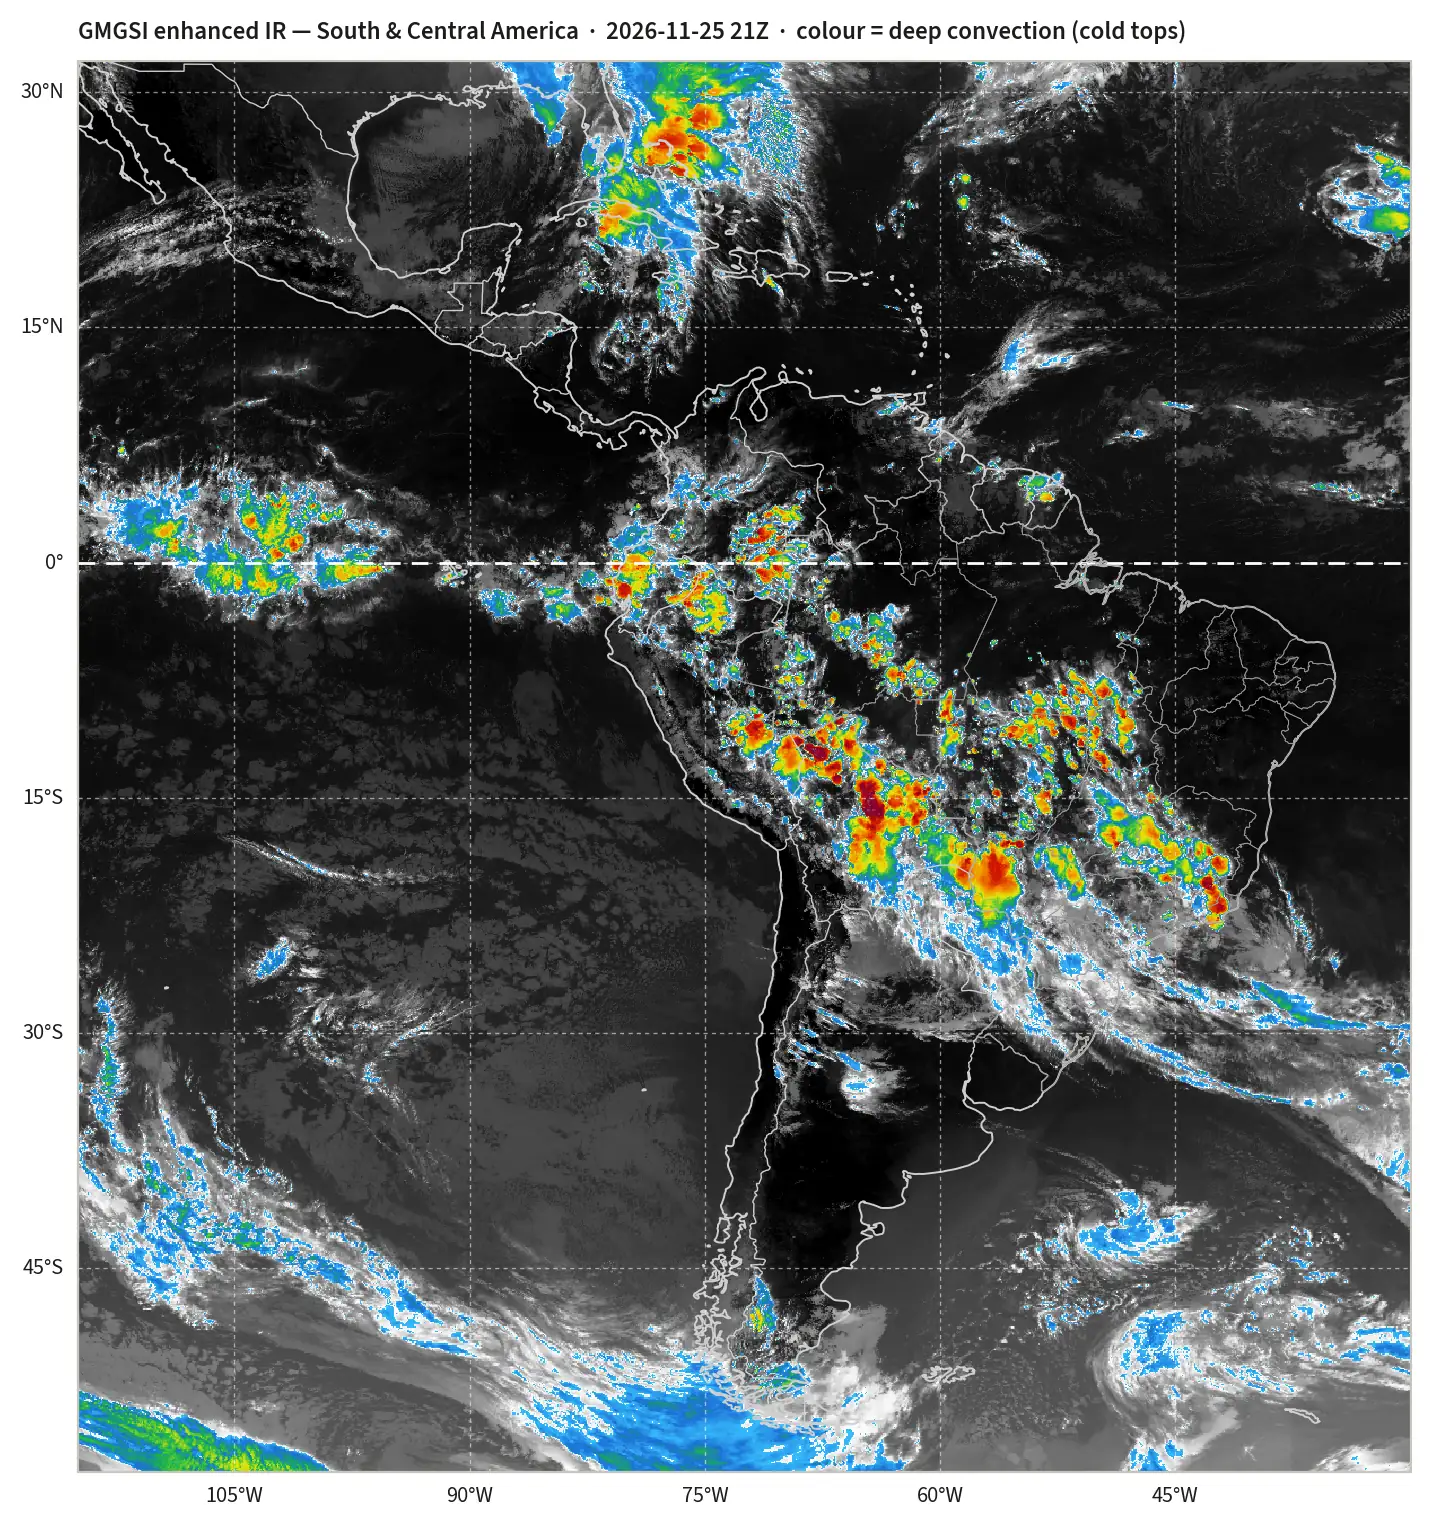 GMGSI enhanced IR — South & Central America · 2026-11-25 21Z · colour = deep convection (cold tops)
30°N
15°N
0°
15°S
30°S
45°S
105°W
90°W
75°W
60°W
45°W